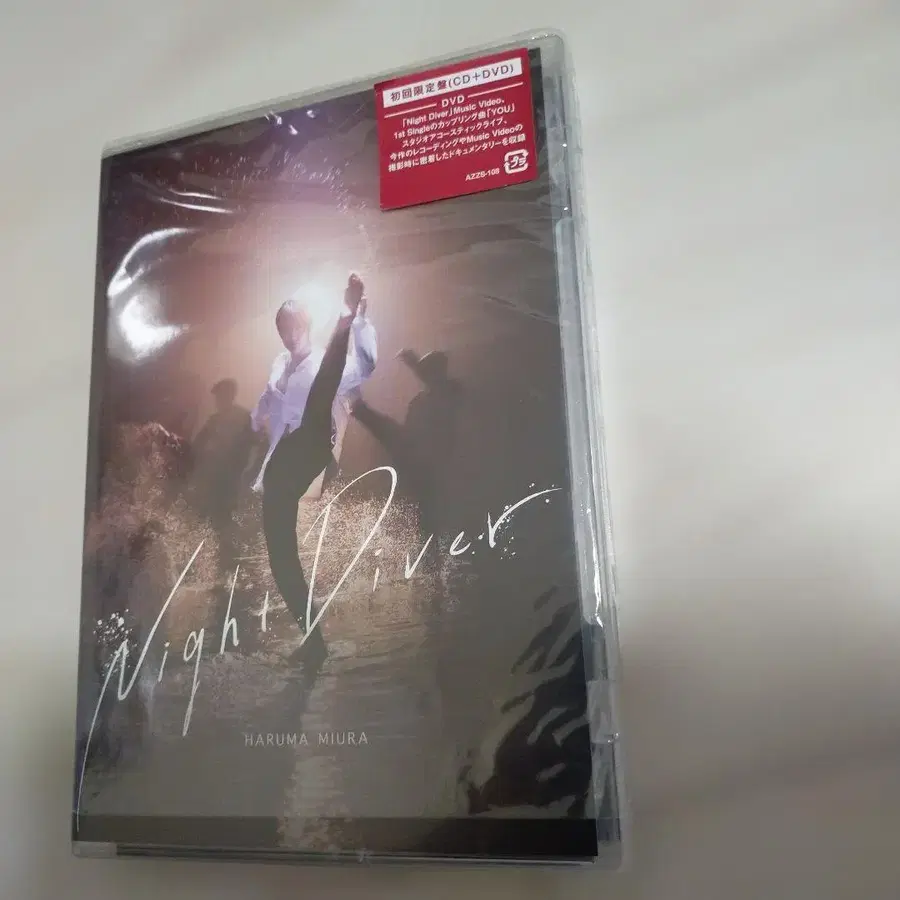 初回限定盤(CD+DVD)
DVD
「Night Diver」Music Video、
1st Singleのカップリング曲「YOU」
スタジオアコースティックライブ、
今作のレコーディングやMusic Videoの
撮影時に密着したドキュメンタリーを収録
AZZS-108
Night Diver
HARUMA MIURA